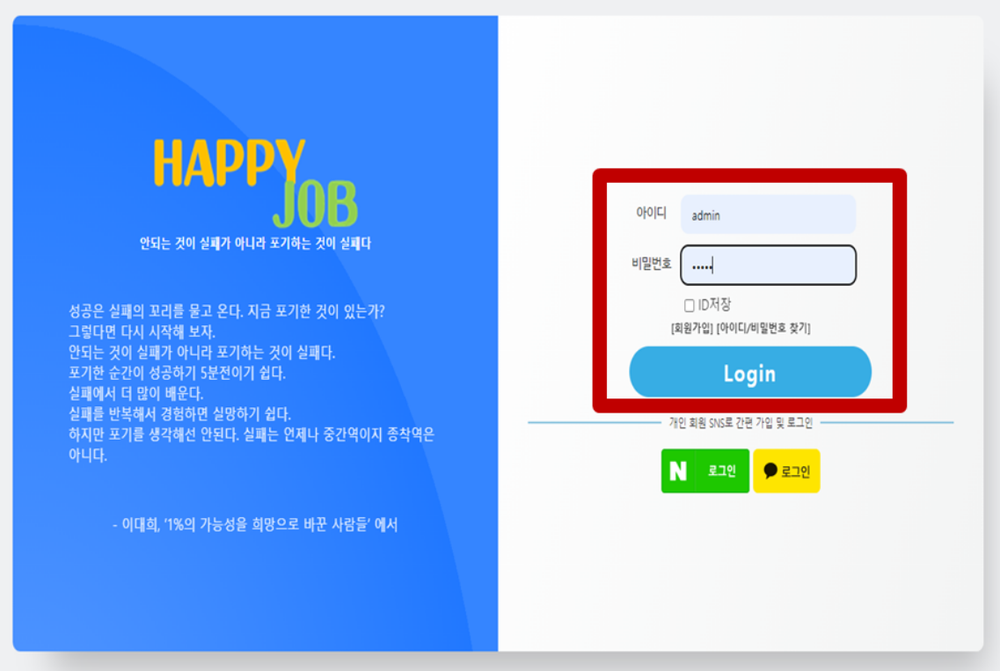 HAPPY
JOB
안되는 것이 실패가 아니라 포기하는 것이 실패다
성공은 실패의 꼬리를 물고 온다. 지금 포기한 것이 있는가?
그렇다면 다시 시작해 보자.
안되는 것이 실패가 아니라 포기하는 것이 실패다.
포기한 순간이 성공하기 5분전이기 쉽다.
실패에서 더 많이 배운다.
실패를 반복해서 경험하면 실망하기 쉽다.
하지만 포기를 생각해선 안된다. 실패는 언제나 중간역이지 종착역은
아니다.
- 이대희, '1%의 가능성을 희망으로 바꾼 사람들' 에서
아이디 admin
비밀번호 •••••
ID저장
[회원가입] [아이디/비밀번호 찾기]
Login
개인 회원 SNS로 간편 가입 및 로그인
N 로그인 로그인